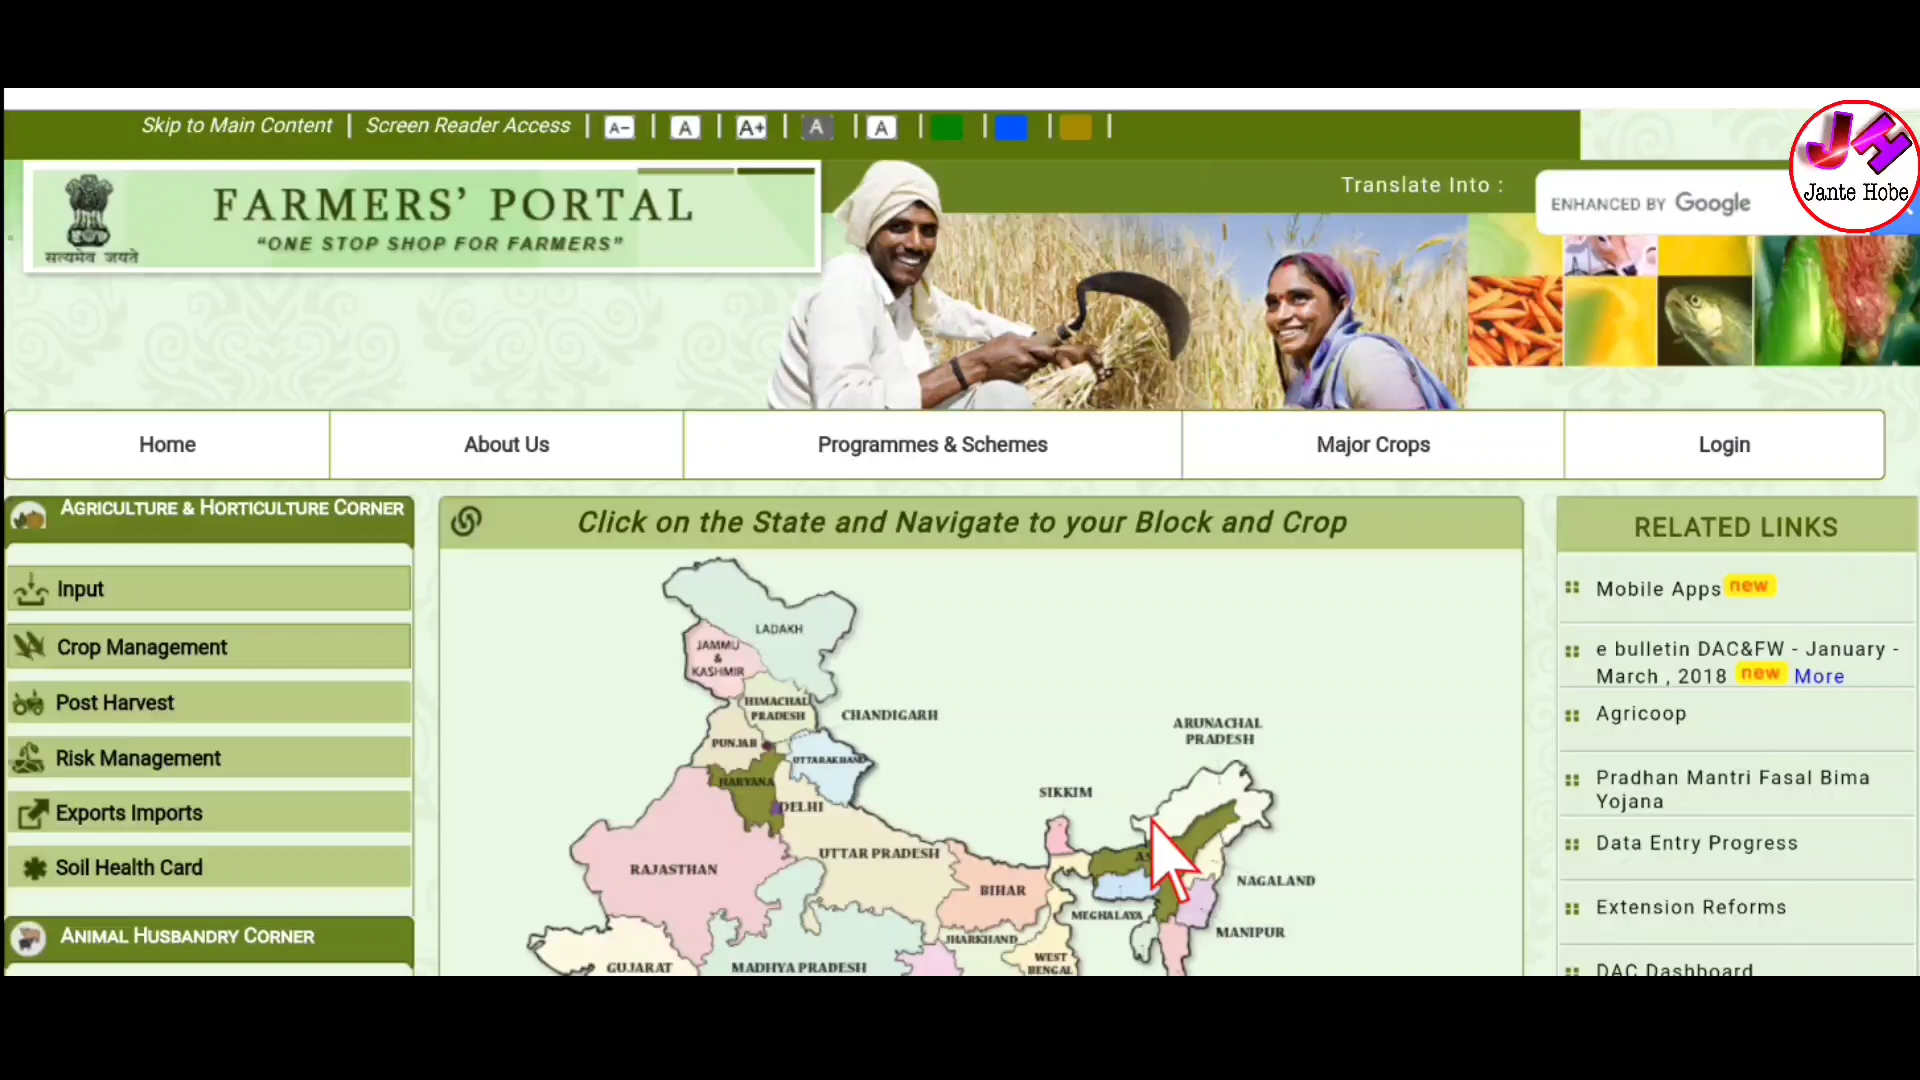 Skip to Main Content | Screen Reader Access | A- | A | A+ | A | A
Jante Hobe
Translate Into :
ENHANCED BY Google
FARMERS' PORTAL
"ONE STOP SHOP FOR FARMERS"
सत्यमेव जयते
Home
About Us
Programmes & Schemes
Major Crops
Login
AGRICULTURE & HORTICULTURE CORNER
Input
Crop Management
Post Harvest
Risk Management
Exports Imports
Soil Health Card
ANIMAL HUSBANDRY CORNER
Click on the State and Navigate to your Block and Crop
LADAKH
JAMMU
&
KASHMIR
HIMACHAL
PRADESH
CHANDIGARH
PUNJAB
UTTARAKHAND
HARYANA
DELHI
ARUNACHAL
PRADESH
SIKKIM
RAJASTHAN
UTTAR PRADESH
BIHAR
NAGALAND
MEGHALAYA
MANIPUR
JHARKHAND
WEST
BENGAL
GUJARAT
MADHYA PRADESH
RELATED LINKS
Mobile Apps new
e bulletin DAC&FW - January -
March , 2018 new More
Agricoop
Pradhan Mantri Fasal Bima
Yojana
Data Entry Progress
Extension Reforms
DAC Dashboard